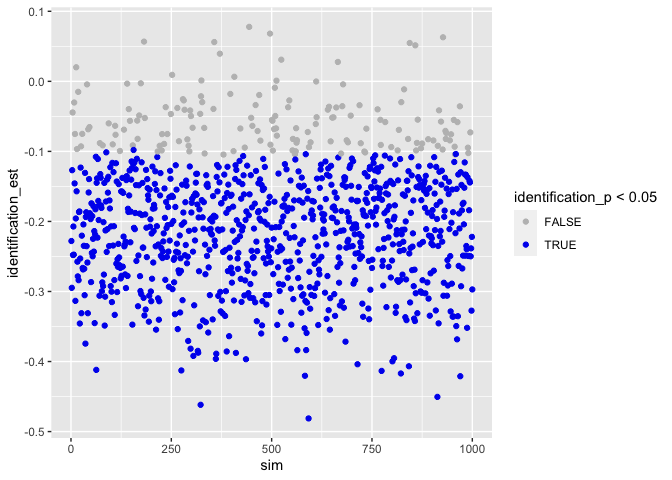 0.1
0.0
-0.1
-0.2
-0.3
-0.4
-0.5
identification_est
0
250
500
750
1000
sim
identification_p < 0.05
FALSE
TRUE